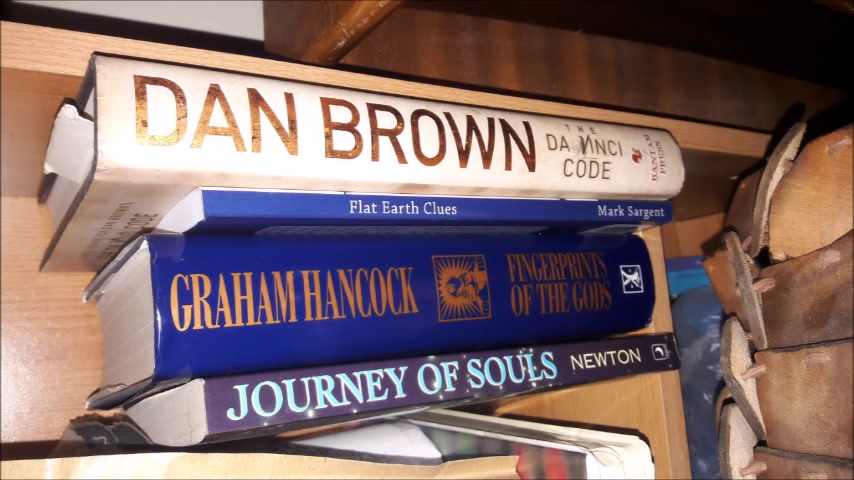 DAN BROWN
THE
DA VINCI
CODE
BANTAM
PRESS
Flat Earth Clues
Mark Sargent
GRAHAM HANCOCK
FINGERPRINTS
OF THE GODS
JOURNEY OF SOULS
NEWTON